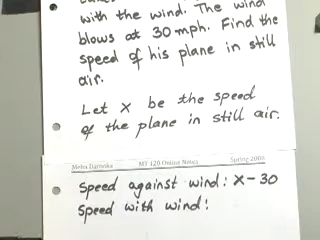 with the wind. The wind
blows at 30 mph. Find the
speed of his plane in still
air.
Let x be the speed
of the plane in still air.
MT 120 Online Notes Spring 2008
Speed against wind: x-30
Speed with wind: